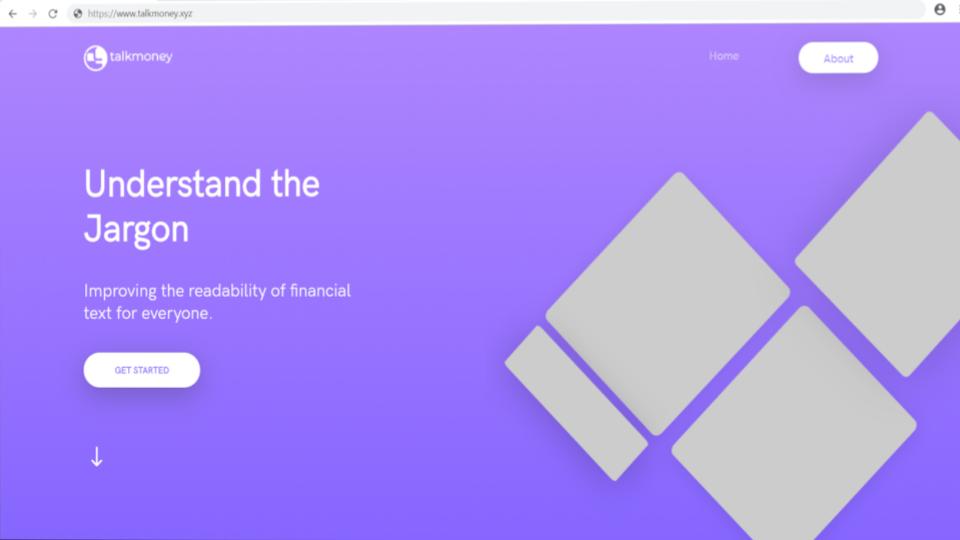 https://www.talkmoney.xyz
talkmoney
Home
About
Understand the
Jargon
Improving the readability of financial
text for everyone.
GET STARTED